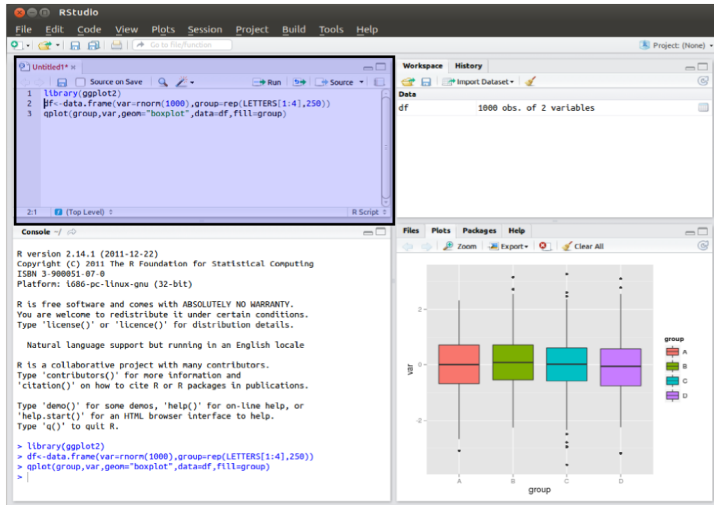 RStudio
File Edit Code View Plots Session Project Build Tools Help
Go to file/function Project: (None)
Untitled1*
Source on Save Run Source
1 library(ggplot2)
2 df<-data.frame(var=rnorm(1000),group=rep(LETTERS[1:4],250))
3 qplot(group,var,geom="boxplot",data=df,fill=group)
2:1 (Top Level) R Script
Workspace History
Import Dataset
Data
df 1000 obs. of 2 variables
Console ~/
R version 2.14.1 (2011-12-22)
Copyright (C) 2011 The R Foundation for Statistical Computing
ISBN 3-900051-07-0
Platform: i686-pc-linux-gnu (32-bit)
R is free software and comes with ABSOLUTELY NO WARRANTY.
You are welcome to redistribute it under certain conditions.
Type 'license()' or 'licence()' for distribution details.
Natural language support but running in an English locale
R is a collaborative project with many contributors.
Type 'contributors()' for more information and
'citation()' on how to cite R or R packages in publications.
Type 'demo()' for some demos, 'help()' for on-line help, or
'help.start()' for an HTML browser interface to help.
Type 'q()' to quit R.
> library(ggplot2)
> df<-data.frame(var=rnorm(1000),group=rep(LETTERS[1:4],250))
> qplot(group,var,geom="boxplot",data=df,fill=group)
>
Files Plots Packages Help
Zoom Export Clear All
2
0
-2
var
A B C D
group
group
A
B
C
D